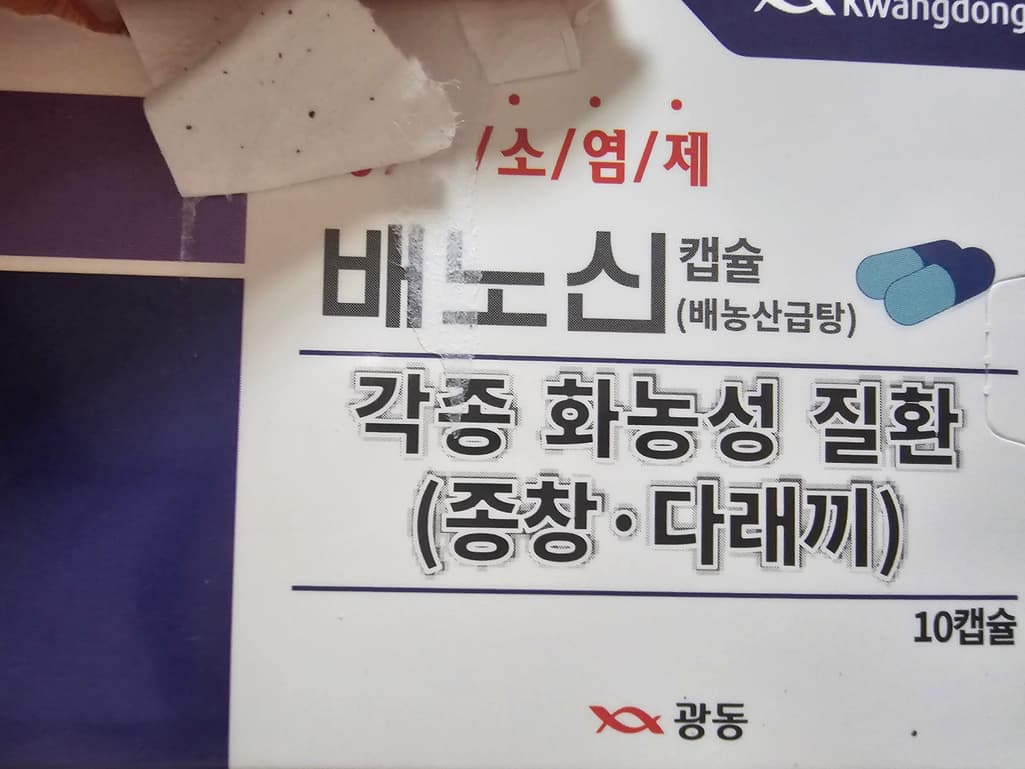 Kwangdong
/소/염/제
배노신 캡슐
(배농산급탕)
각종 화농성 질환
(종창·다래끼)
10캡슐
광동